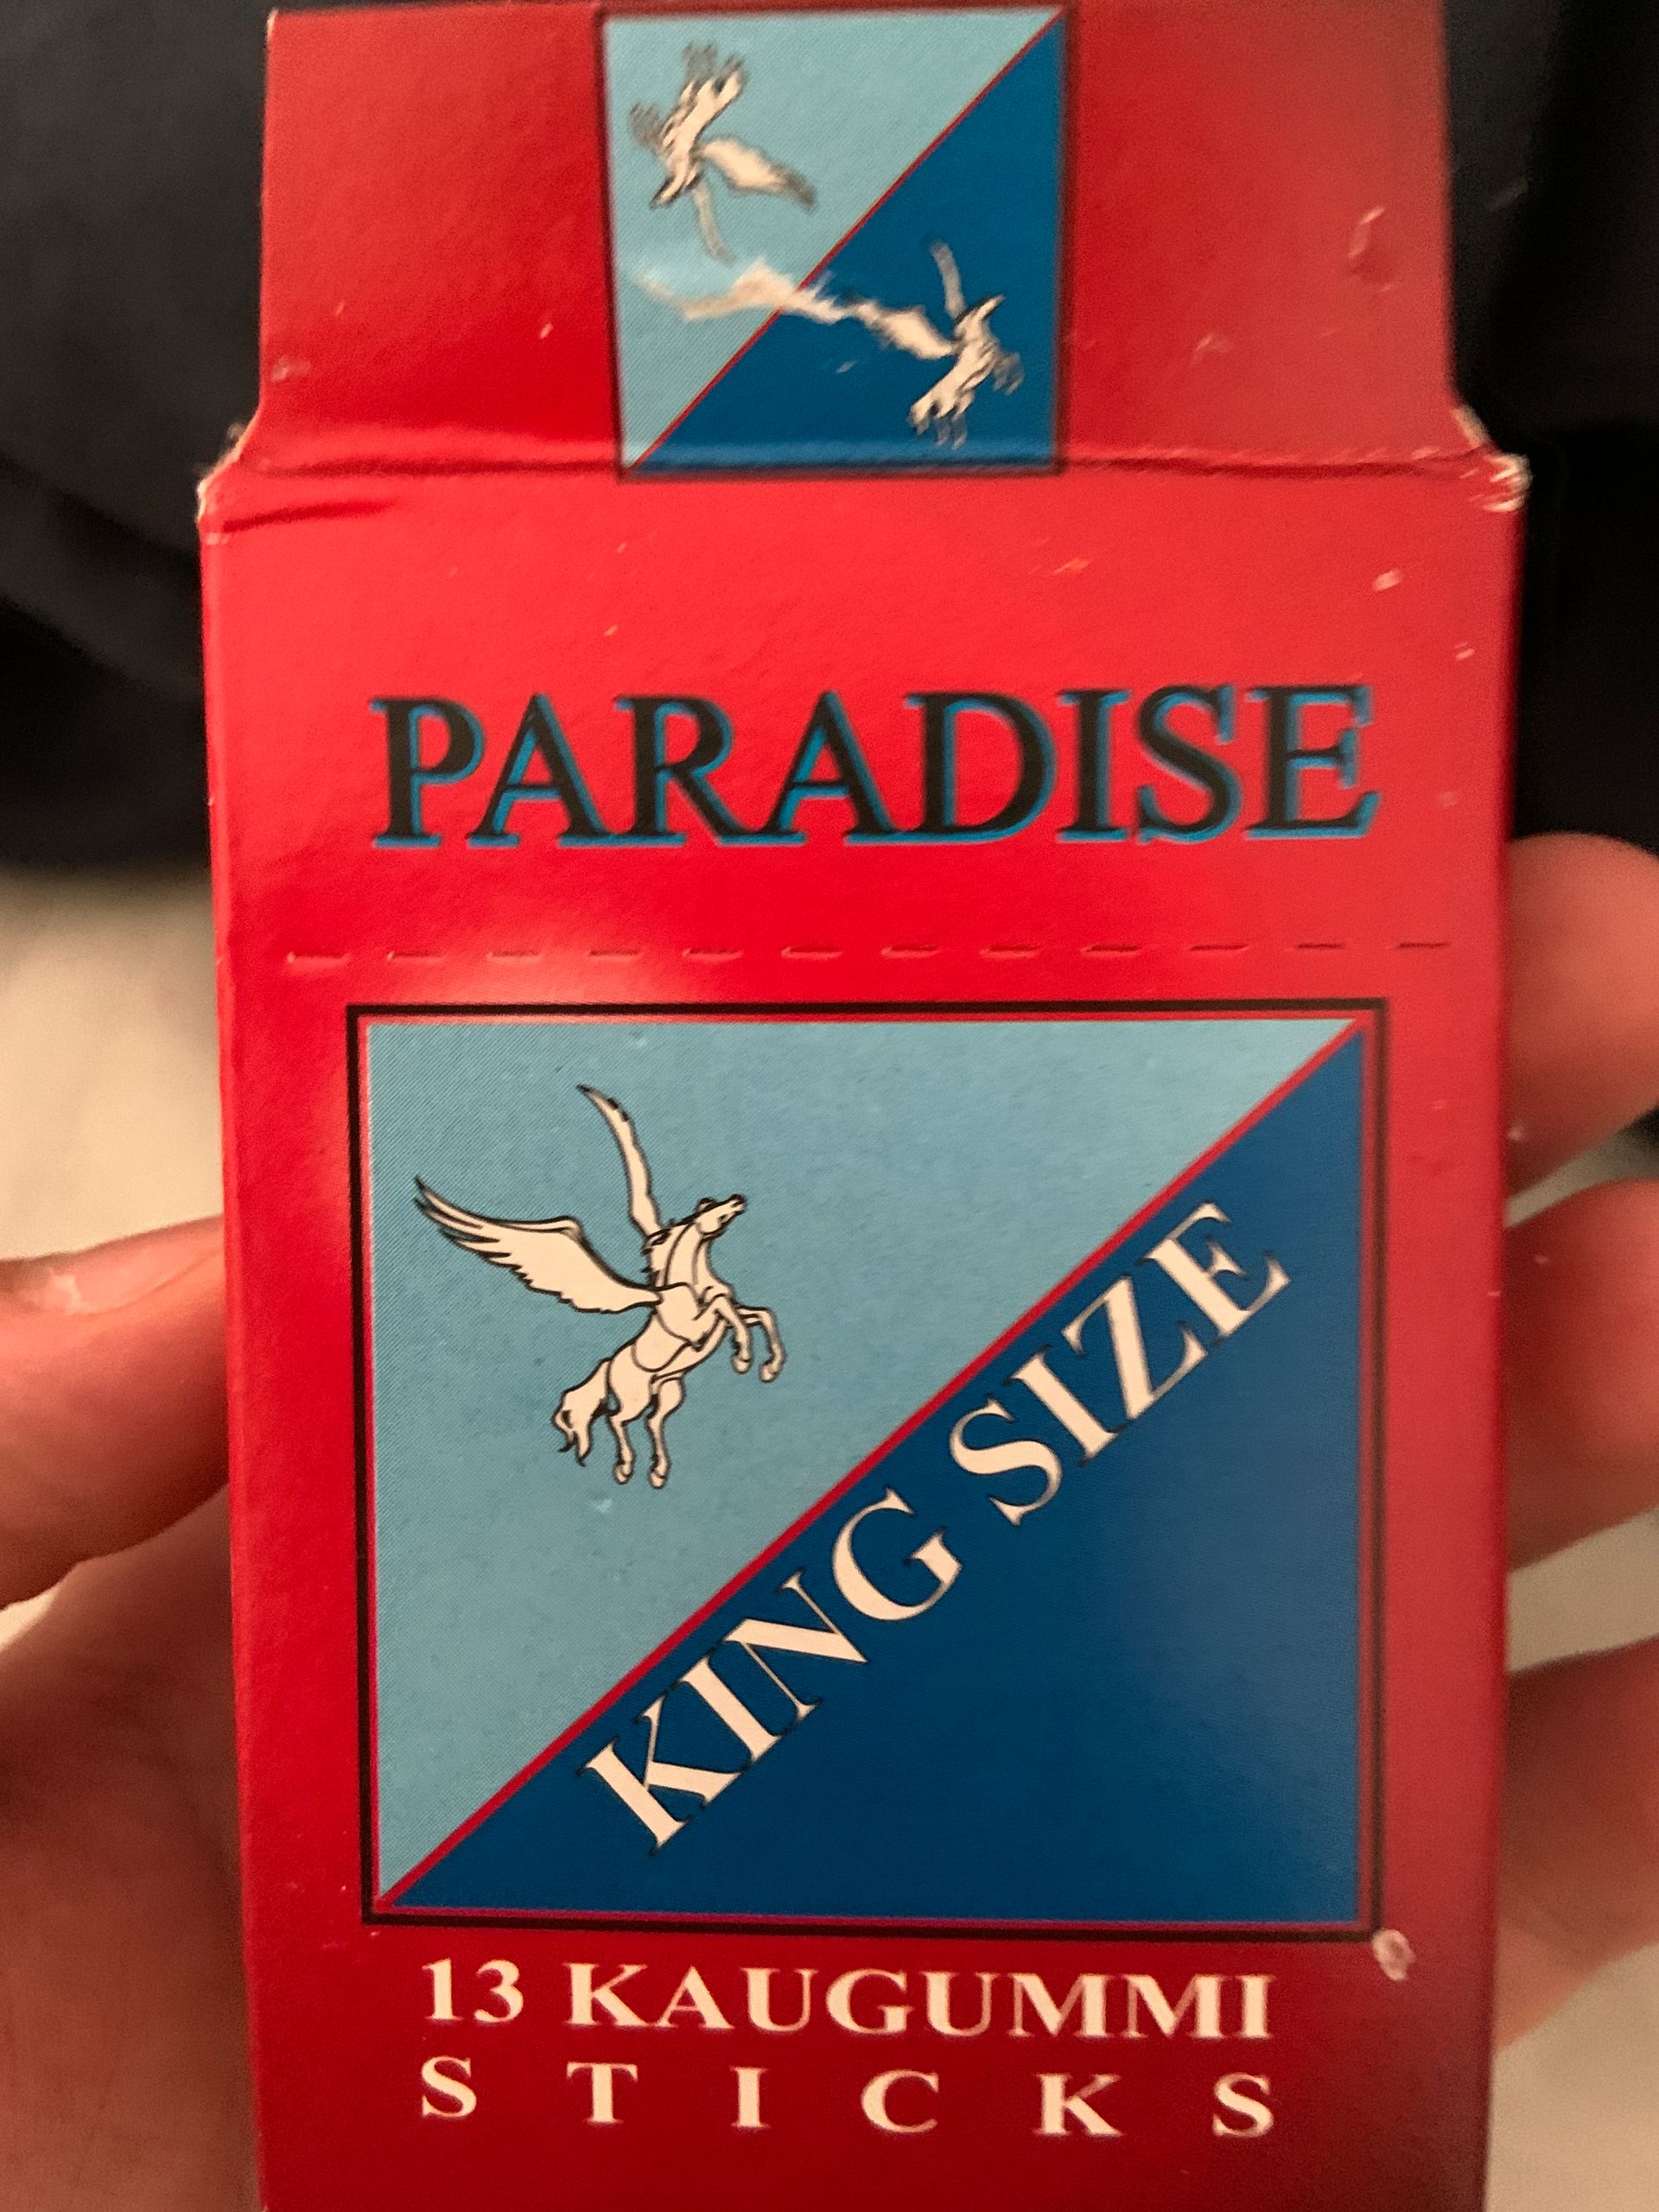 PARADISE
KING SIZE
13 KAUGUMMI
STICKS